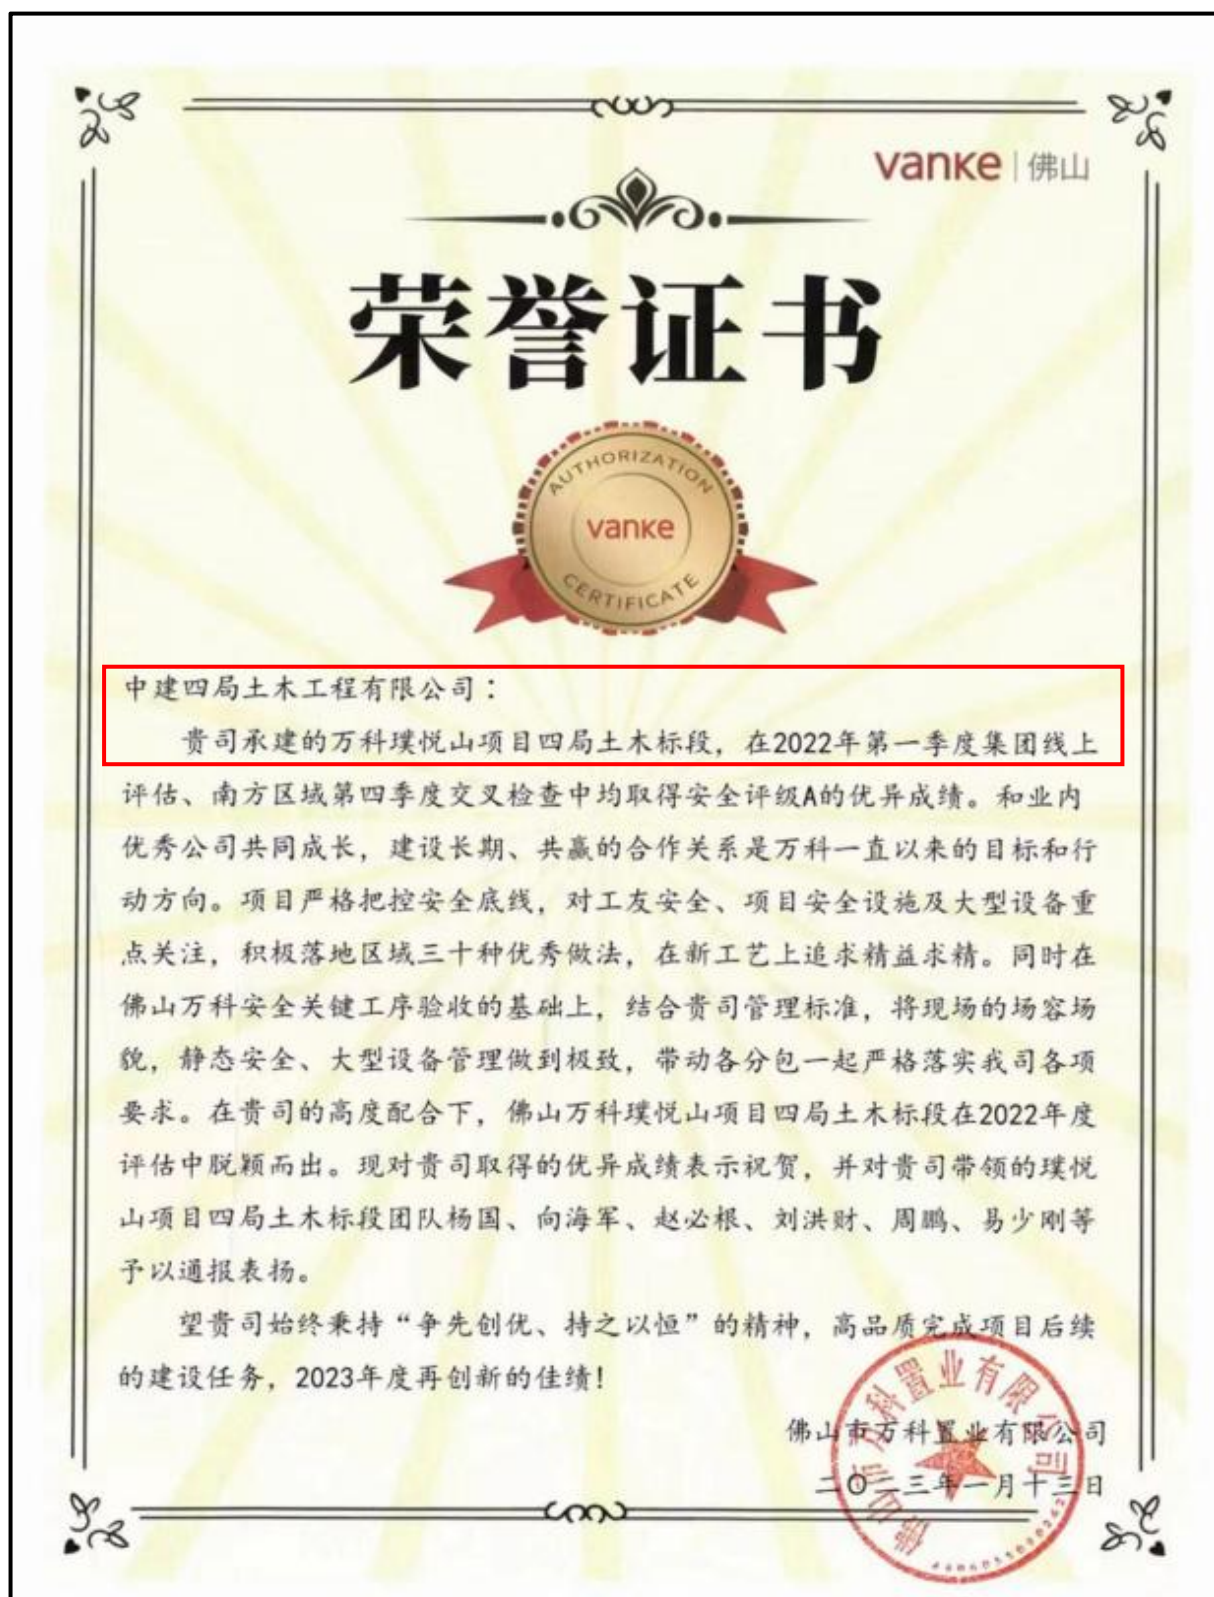 vanke | 佛山
荣誉证书
AUTHORIZATION
vanke
CERTIFICATE
中建四局土木工程有限公司：
贵司承建的万科璞悦山项目四局土木标段，在2022年第一季度集团线上
评估、南方区域第四季度交叉检查中均取得安全评级A的优异成绩。和业内
优秀公司共同成长，建设长期、共赢的合作关系是万科一直以来的目标和行
动方向。项目严格把控安全底线，对工友安全、项目安全设施及大型设备重
点关注，积极落地区域三十种优秀做法，在新工艺上追求精益求精。同时在
佛山万科安全关键工序验收的基础上，结合贵司管理标准，将现场的场容场
貌，静态安全、大型设备管理做到极致，带动各分包一起严格落实我司各项
要求。在贵司的高度配合下，佛山万科璞悦山项目四局土木标段在2022年度
评估中脱颖而出。现对贵司取得的优异成绩表示祝贺，并对贵司带领的璞悦
山项目四局土木标段团队杨国、向海军、赵必根、刘洪财、周鹏、易少刚等
予以通报表扬。
望贵司始终秉持“争先创优、持之以恒”的精神，高品质完成项目后续
的建设任务，2023年度再创新的佳绩！
佛山市万科置业有限公司
二〇二三年一月十三日
佛山市万科置业有限公司